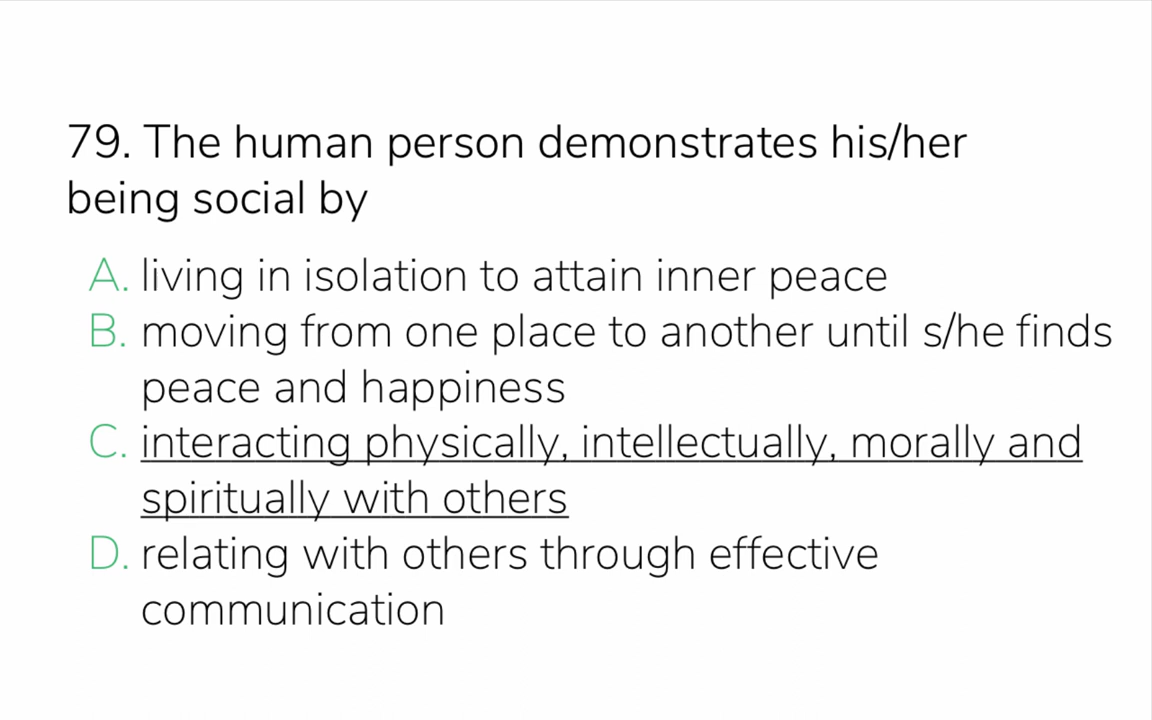 79. The human person demonstrates his/her
being social by
A. living in isolation to attain inner peace
B. moving from one place to another until s/he finds
peace and happiness
C. interacting physically, intellectually, morally and
spiritually with others
D. relating with others through effective
communication